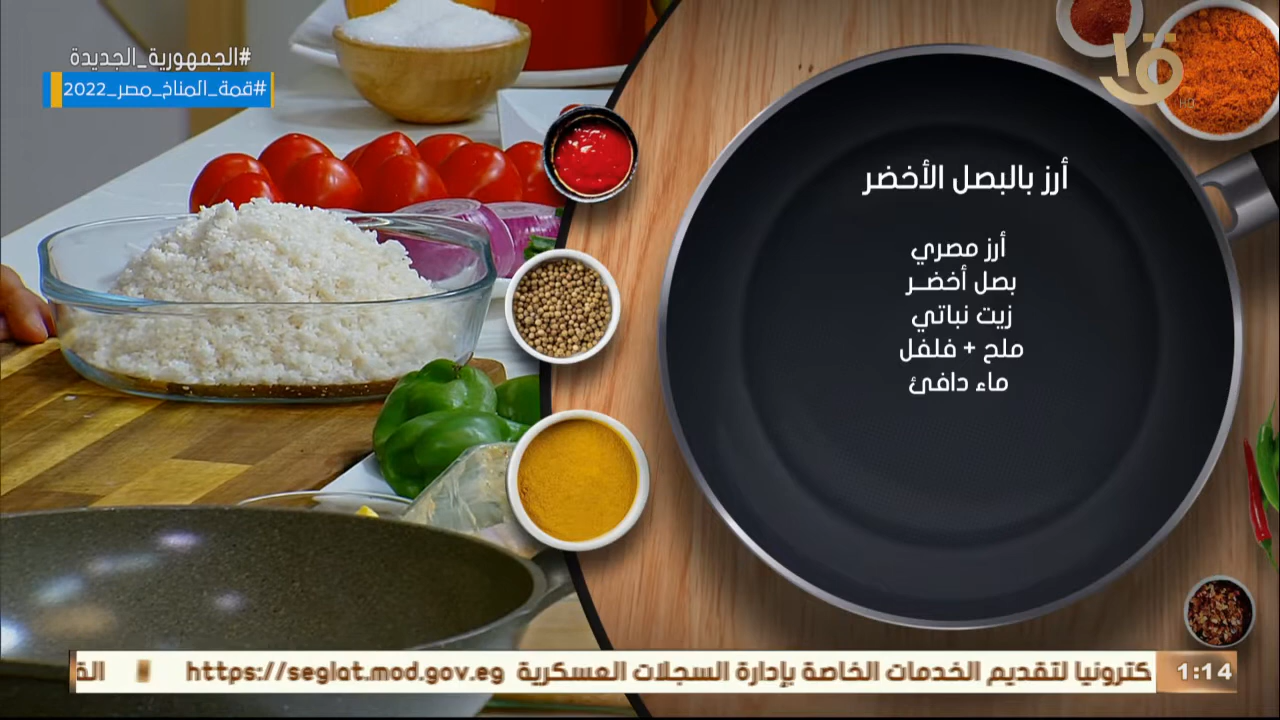 #الجمهورية_الجديدة
#قمة_المناخ_مصر_2022
أرز بالبصل الأخضر
أرز مصري
بصل أخضـر
زيت نباتي
ملح + فلفل
ماء دافئ
HD
1:14
كترونيا لتقديم الخدمات الخاصة بإدارة السجلات العسكرية https://seglat.mod.gov.eg